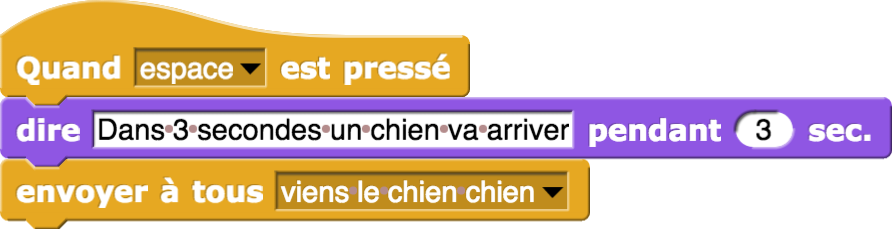 Quand espace est pressé
dire Dans 3 secondes un chien va arriver pendant 3 sec.
envoyer à tous viens le chien chien